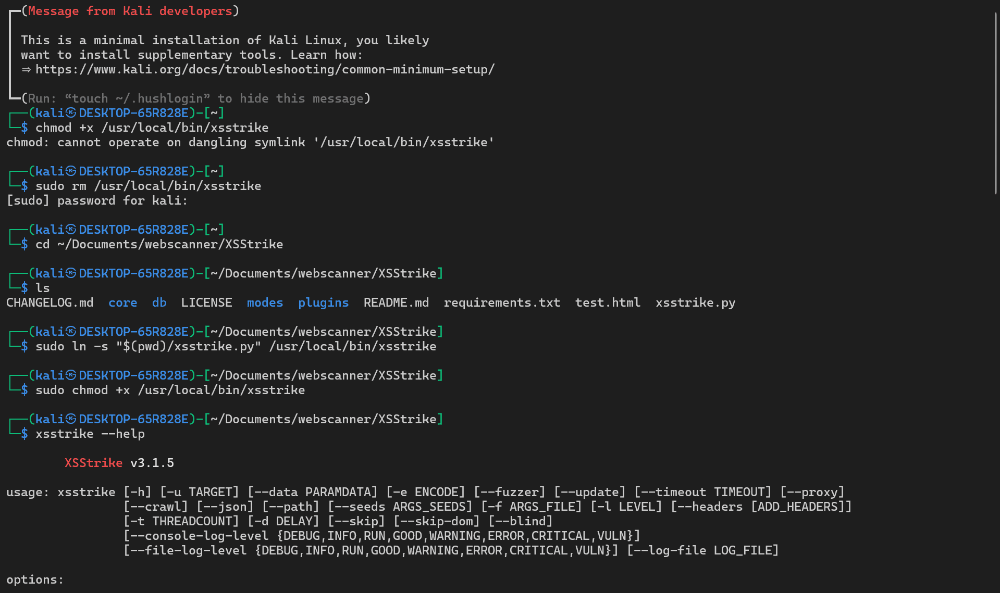 (Message from Kali developers)
This is a minimal installation of Kali Linux, you likely
want to install supplementary tools. Learn how:
⇒ https://www.kali.org/docs/troubleshooting/common-minimum-setup/
(Run: “touch ~/.hushlogin” to hide this message)
┌──(kali㉿DESKTOP-65R828E)-[~]
└─$ chmod +x /usr/local/bin/xsstrike
chmod: cannot operate on dangling symlink '/usr/local/bin/xsstrike'
┌──(kali㉿DESKTOP-65R828E)-[~]
└─$ sudo rm /usr/local/bin/xsstrike
[sudo] password for kali:
┌──(kali㉿DESKTOP-65R828E)-[~]
└─$ cd ~/Documents/webscanner/XSStrike
┌──(kali㉿DESKTOP-65R828E)-[~/Documents/webscanner/XSStrike]
└─$ ls
CHANGELOG.md  core  db  LICENSE  modes  plugins  README.md  requirements.txt  test.html  xsstrike.py
┌──(kali㉿DESKTOP-65R828E)-[~/Documents/webscanner/XSStrike]
└─$ sudo ln -s "$(pwd)/xsstrike.py" /usr/local/bin/xsstrike
┌──(kali㉿DESKTOP-65R828E)-[~/Documents/webscanner/XSStrike]
└─$ sudo chmod +x /usr/local/bin/xsstrike
┌──(kali㉿DESKTOP-65R828E)-[~/Documents/webscanner/XSStrike]
└─$ xsstrike --help
XSStrike v3.1.5
usage: xsstrike [-h] [-u TARGET] [--data PARAMDATA] [-e ENCODE] [--fuzzer] [--update] [--timeout TIMEOUT] [--proxy]
[--crawl] [--json] [--path] [--seeds ARGS_SEEDS] [-f ARGS_FILE] [-l LEVEL] [--headers [ADD_HEADERS]]
[-t THREADCOUNT] [-d DELAY] [--skip] [--skip-dom] [--blind]
[--console-log-level {DEBUG,INFO,RUN,GOOD,WARNING,ERROR,CRITICAL,VULN}]
[--file-log-level {DEBUG,INFO,RUN,GOOD,WARNING,ERROR,CRITICAL,VULN}] [--log-file LOG_FILE]
options: